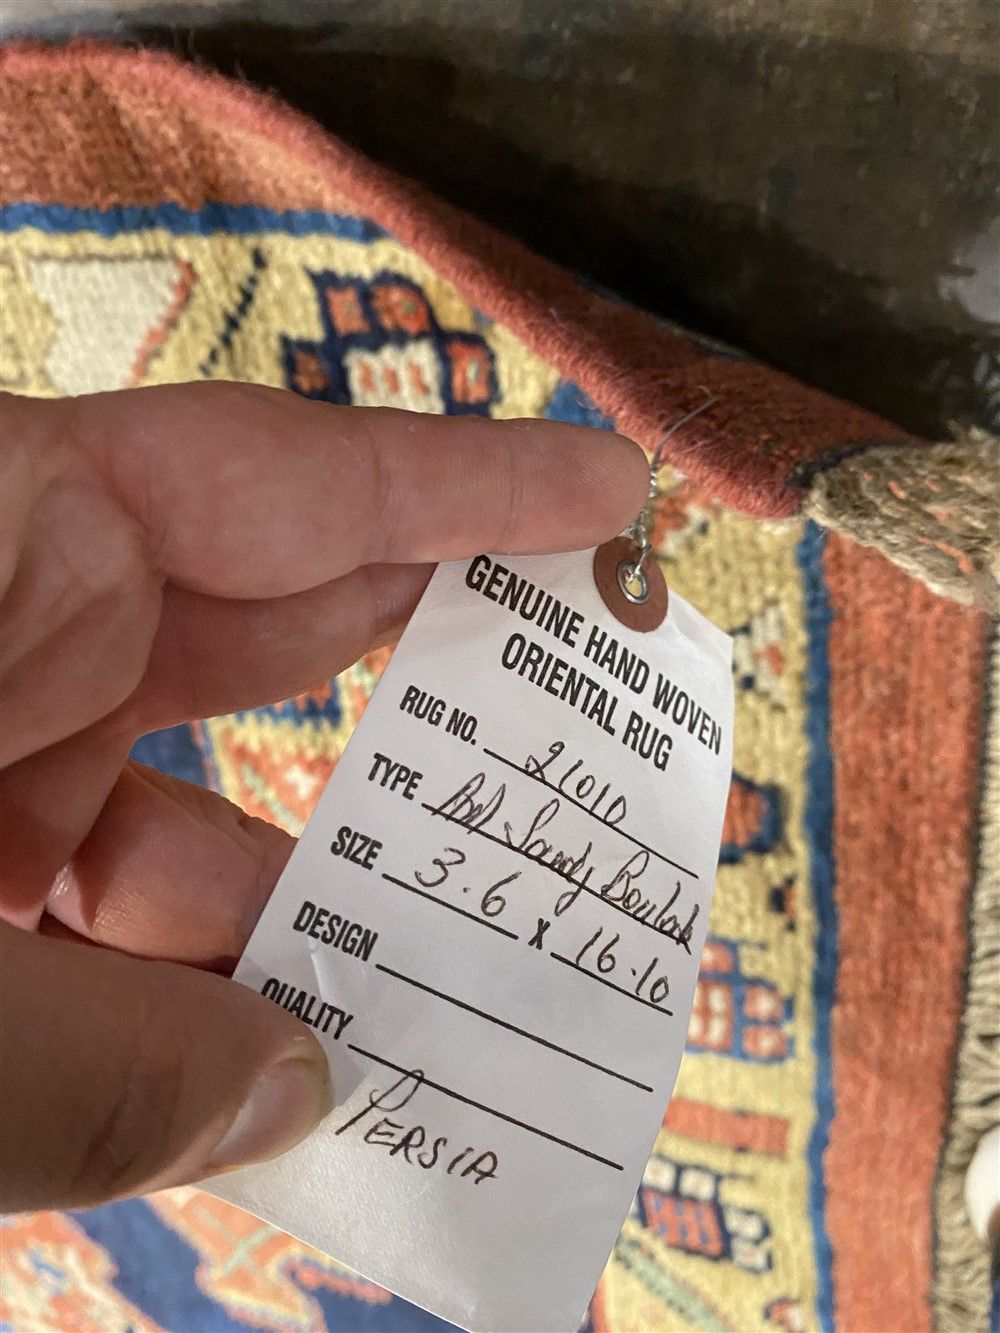 GENUINE HAND WOVEN
ORIENTAL RUG
RUG NO. 21010
TYPE
SIZE 3.6 X 16.10
DESIGN
QUALITY
PERSIA